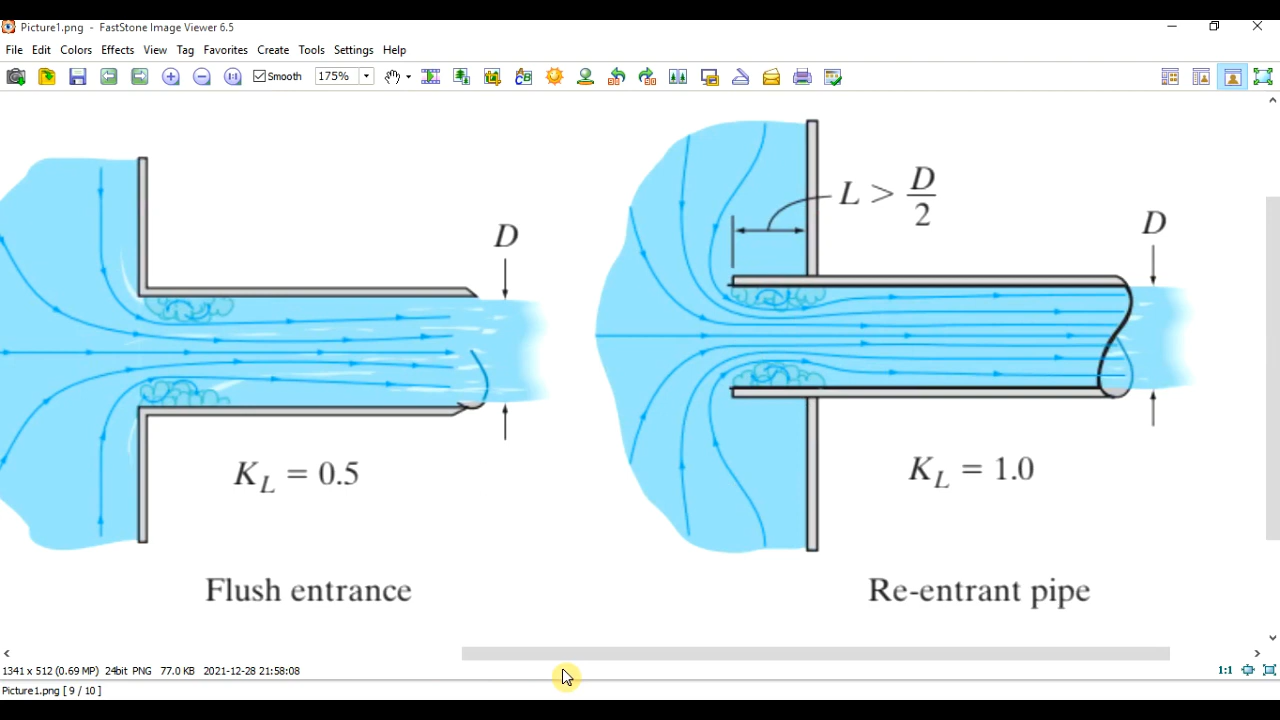 Picture1.png - FastStone Image Viewer 6.5
File Edit Colors Effects View Tag Favorites Create Tools Settings Help
1:1 Smooth 175%
L > D/2
D
D
K_L = 0.5
K_L = 1.0
Flush entrance
Re-entrant pipe
1341 x 512 (0.69 MP) 24bit PNG 77.0 KB 2021-12-28 21:58:08
1:1
Picture1.png [ 9 / 10 ]